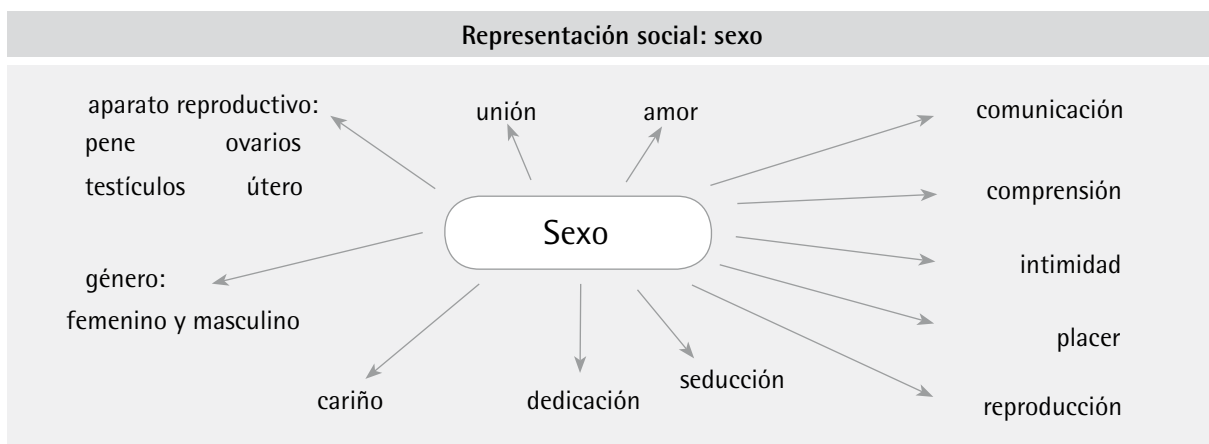 Representación social: sexo
aparato reproductivo:
pene ovarios
testículos útero
unión
amor
comunicación
comprensión
Sexo
intimidad
género:
femenino y masculino
placer
cariño
dedicación
seducción
reproducción